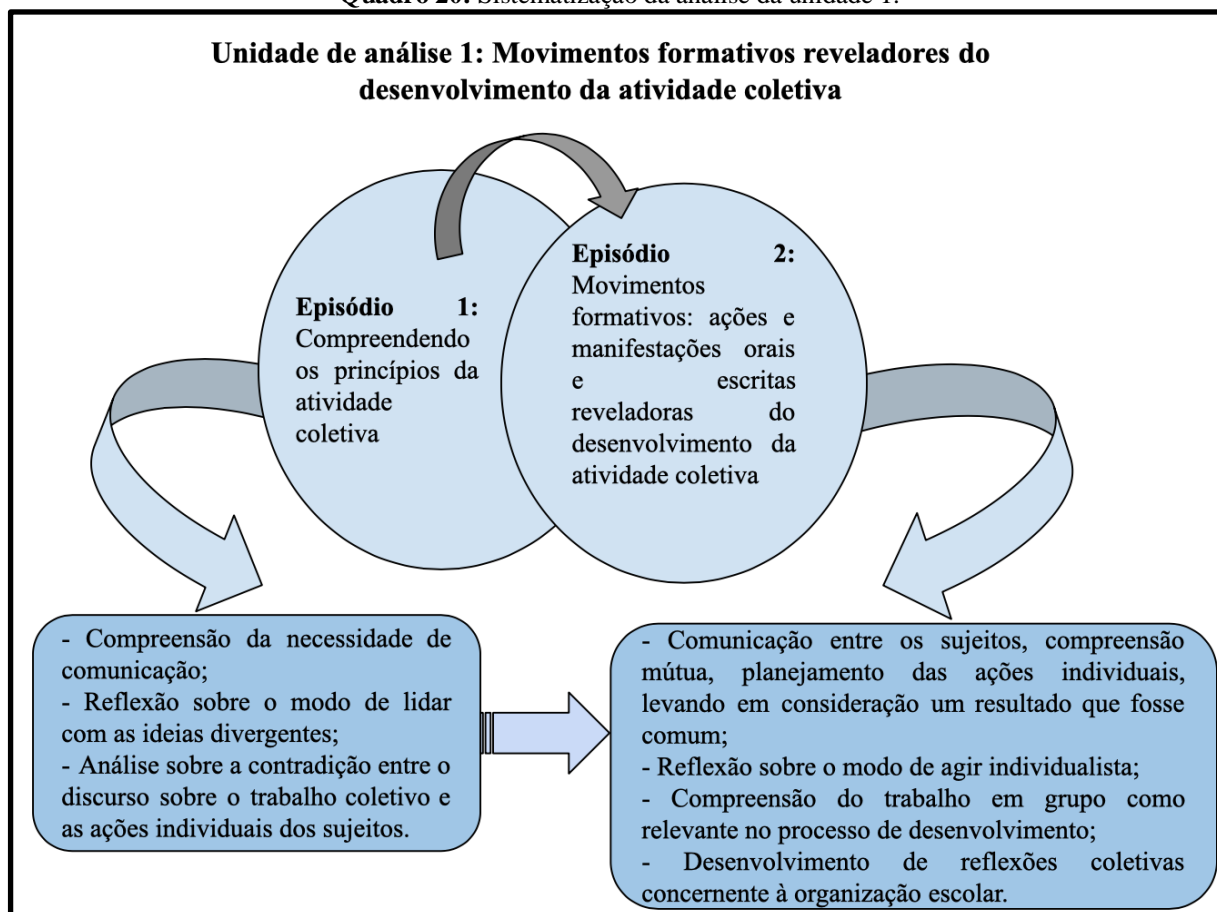 Quadro 20: Sistematização da análise da unidade 1.
Unidade de análise 1: Movimentos formativos reveladores do
desenvolvimento da atividade coletiva
Episódio 1:
Compreendendo
os princípios da
atividade
coletiva
Episódio 2:
Movimentos
formativos: ações e
manifestações orais
e escritas
reveladoras do
desenvolvimento da
atividade coletiva
- Compreensão da necessidade de
comunicação;
- Reflexão sobre o modo de lidar
com as ideias divergentes;
- Análise sobre a contradição entre o
discurso sobre o trabalho coletivo e
as ações individuais dos sujeitos.
- Comunicação entre os sujeitos, compreensão
mútua, planejamento das ações individuais,
levando em consideração um resultado que fosse
comum;
- Reflexão sobre o modo de agir individualista;
- Compreensão do trabalho em grupo como
relevante no processo de desenvolvimento;
- Desenvolvimento de reflexões coletivas
concernente à organização escolar.